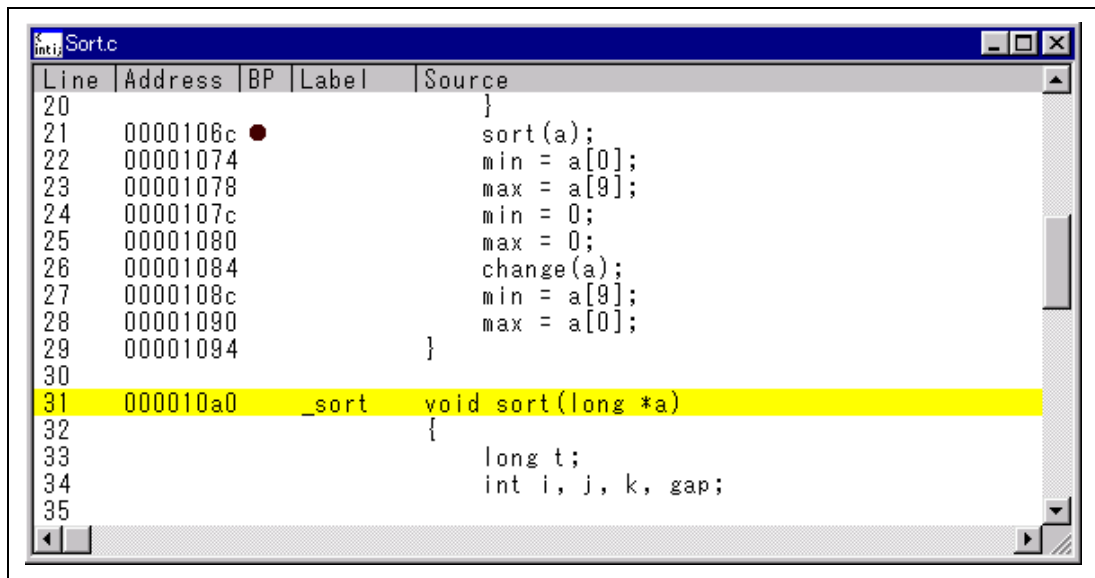 inti; Sort.c
Line Address BP Label Source
20 }
21 0000106c sort(a);
22 00001074 min = a[0];
23 00001078 max = a[9];
24 0000107c min = 0;
25 00001080 max = 0;
26 00001084 change(a);
27 0000108c min = a[9];
28 00001090 max = a[0];
29 00001094 }
30
31 000010a0 _sort void sort(long *a)
32 {
33 long t;
34 int i, j, k, gap;
35